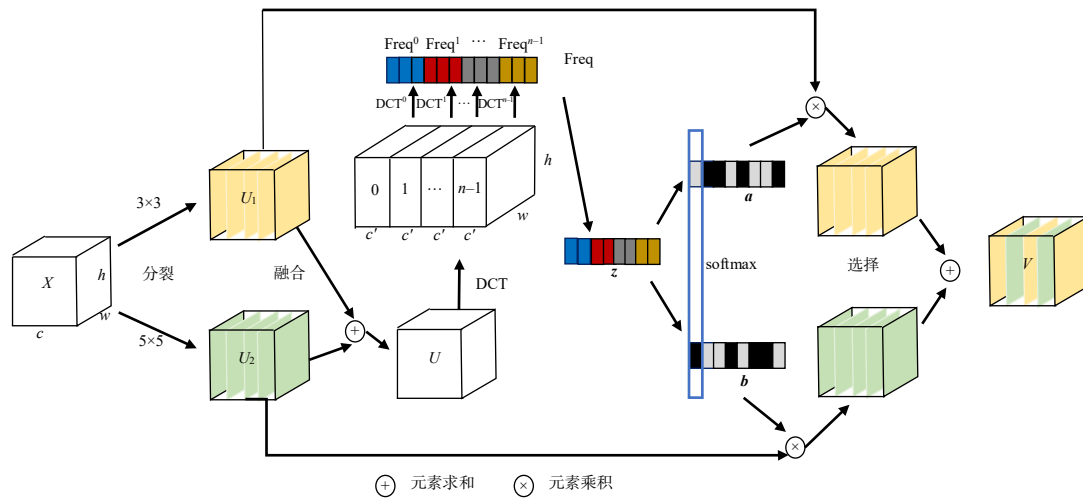 Freq⁰ Freq¹ ··· Freqⁿ⁻¹
Freq
DCT⁰ DCT¹ ··· DCTⁿ⁻¹
0 1 ··· n−1
h
w
c′ c′ c′ c′
3×3
U₁
X
h
w
c
分裂
融合
5×5
U₂
+
U
DCT
z
a
softmax
b
×
×
选择
+
V
+ 元素求和 × 元素乘积